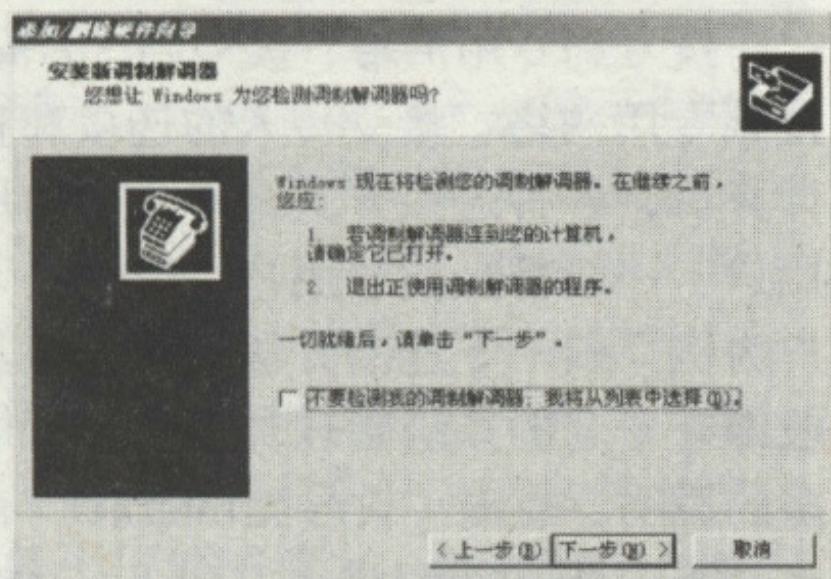 添加/删除硬件向导
安装新调制解调器
您想让 Windows 为您检测调制解调器吗?
Windows 现在将检测您的调制解调器。在继续之前，
您应:
1. 若调制解调器连到您的计算机，
请确定它已打开。
2. 退出正使用调制解调器的程序。
一切就绪后，请单击“下一步”。
不要检测我的调制解调器; 我将从列表中选择(D)。
< 上一步(B) 下一步(N) > 取消